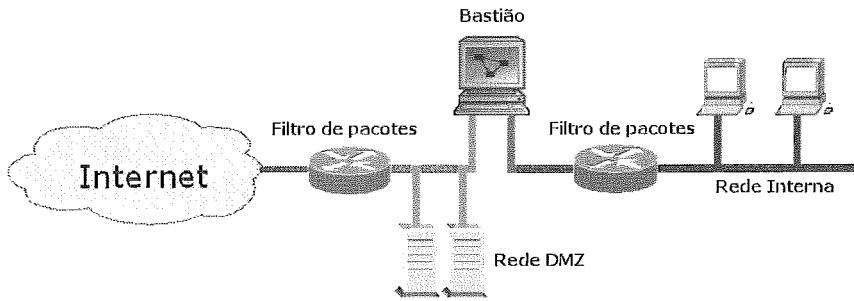 Bastião
Filtro de pacotes
Filtro de pacotes
Internet
Rede Interna
Rede DMZ